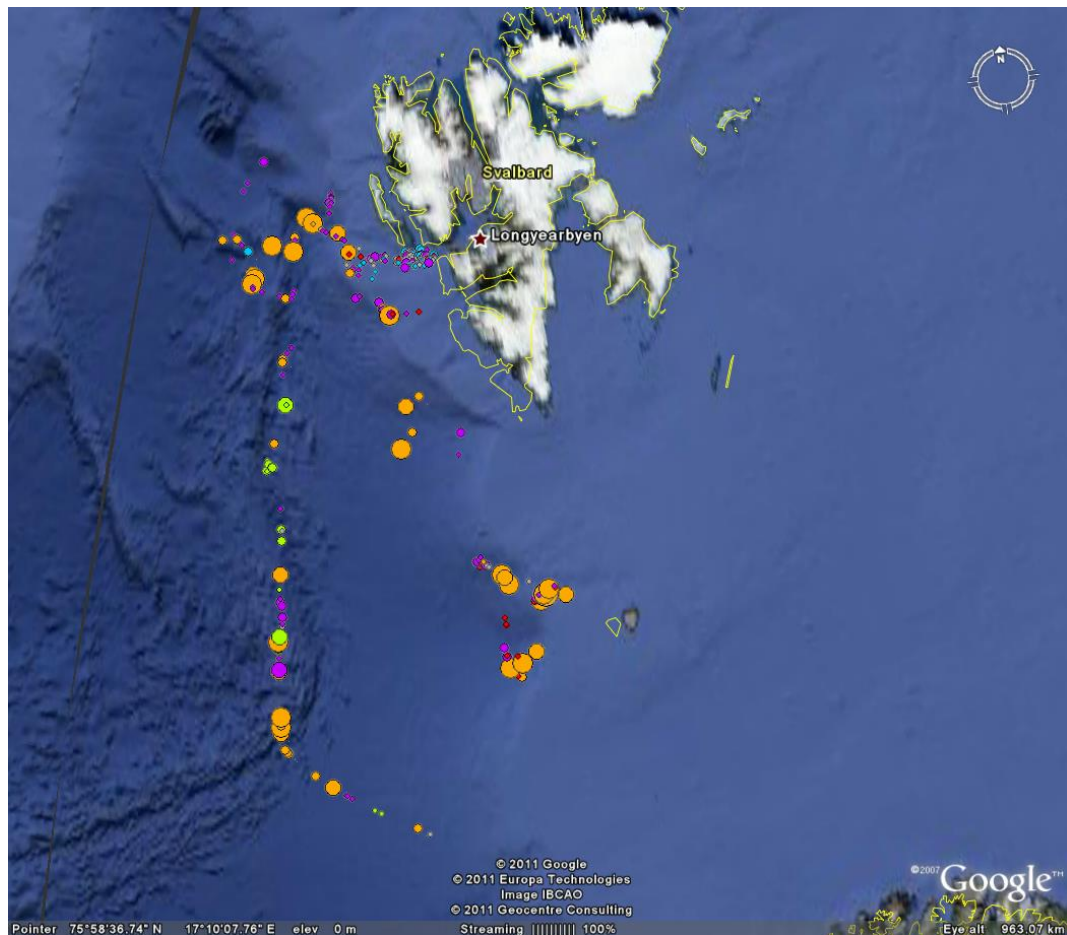 N
Svalbard
Longyearbyen
© 2011 Google
© 2011 Europa Technologies
Image IBCAO
© 2011 Geocentre Consulting
©2007 Google™
Pointer 75°58'36.74" N 17°10'07.76" E elev 0 m Streaming |||||||||| 100% Eye alt 963.07 km